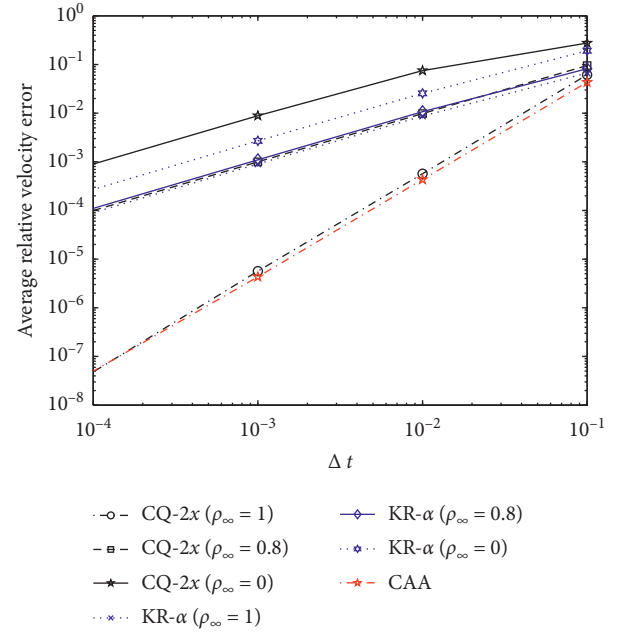 10⁰
10⁻¹
10⁻²
10⁻³
10⁻⁴
10⁻⁵
10⁻⁶
10⁻⁷
10⁻⁸
Average relative velocity error
10⁻⁴ 10⁻³ 10⁻² 10⁻¹
Δ t
CQ-2x (ρ∞ = 1)
CQ-2x (ρ∞ = 0.8)
CQ-2x (ρ∞ = 0)
KR-α (ρ∞ = 1)
KR-α (ρ∞ = 0.8)
KR-α (ρ∞ = 0)
CAA